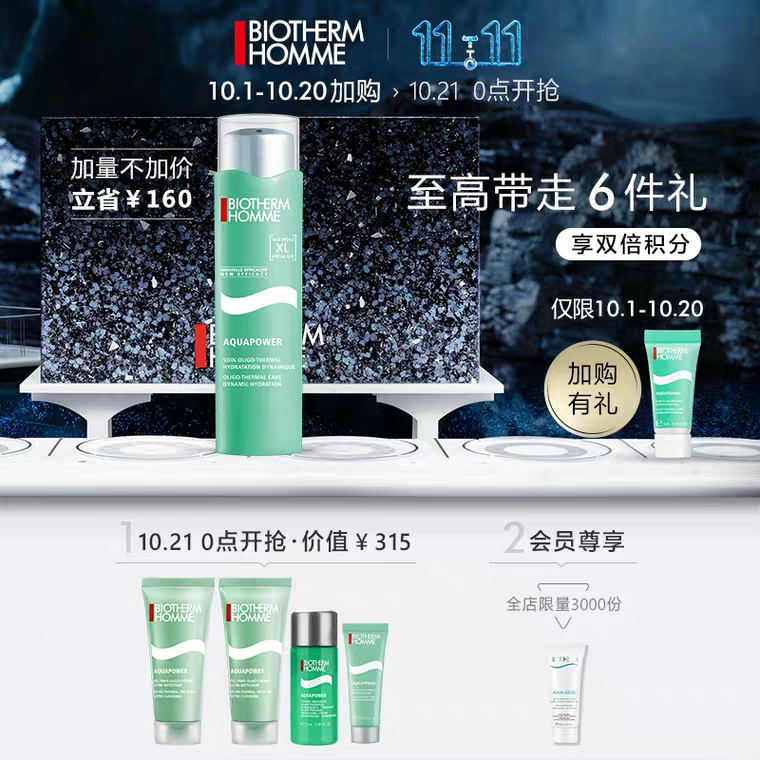 BIOTHERM
HOMME
11.11
10.1-10.20加购 › 10.21 0点开抢
加量不加价
立省¥160
至高带走 6 件礼
享双倍积分
仅限10.1-10.20
加购
有礼
BIOTHERM
HOMME
XL
NOUVELLE EFFICACITÉ
NEW EFFICACY
AQUAPOWER
SOIN OLIGO-THERMAL
HYDRATATION DYNAMIQUE
OLIGO-THERMAL CARE
DYNAMIC HYDRATION
BIOTHERM
HOMME
AQUAPOWER
1 10.21 0点开抢·价值¥315
2 会员尊享
全店限量3000份
BIOTHERM
HOMME
AQUAPOWER
BIOTHERM
HOMME
AQUAPOWER
BIOTHERM
HOMME
AQUAPOWER
BIOTHERM
HOMME
AQUAPOWER
BIOTHERM